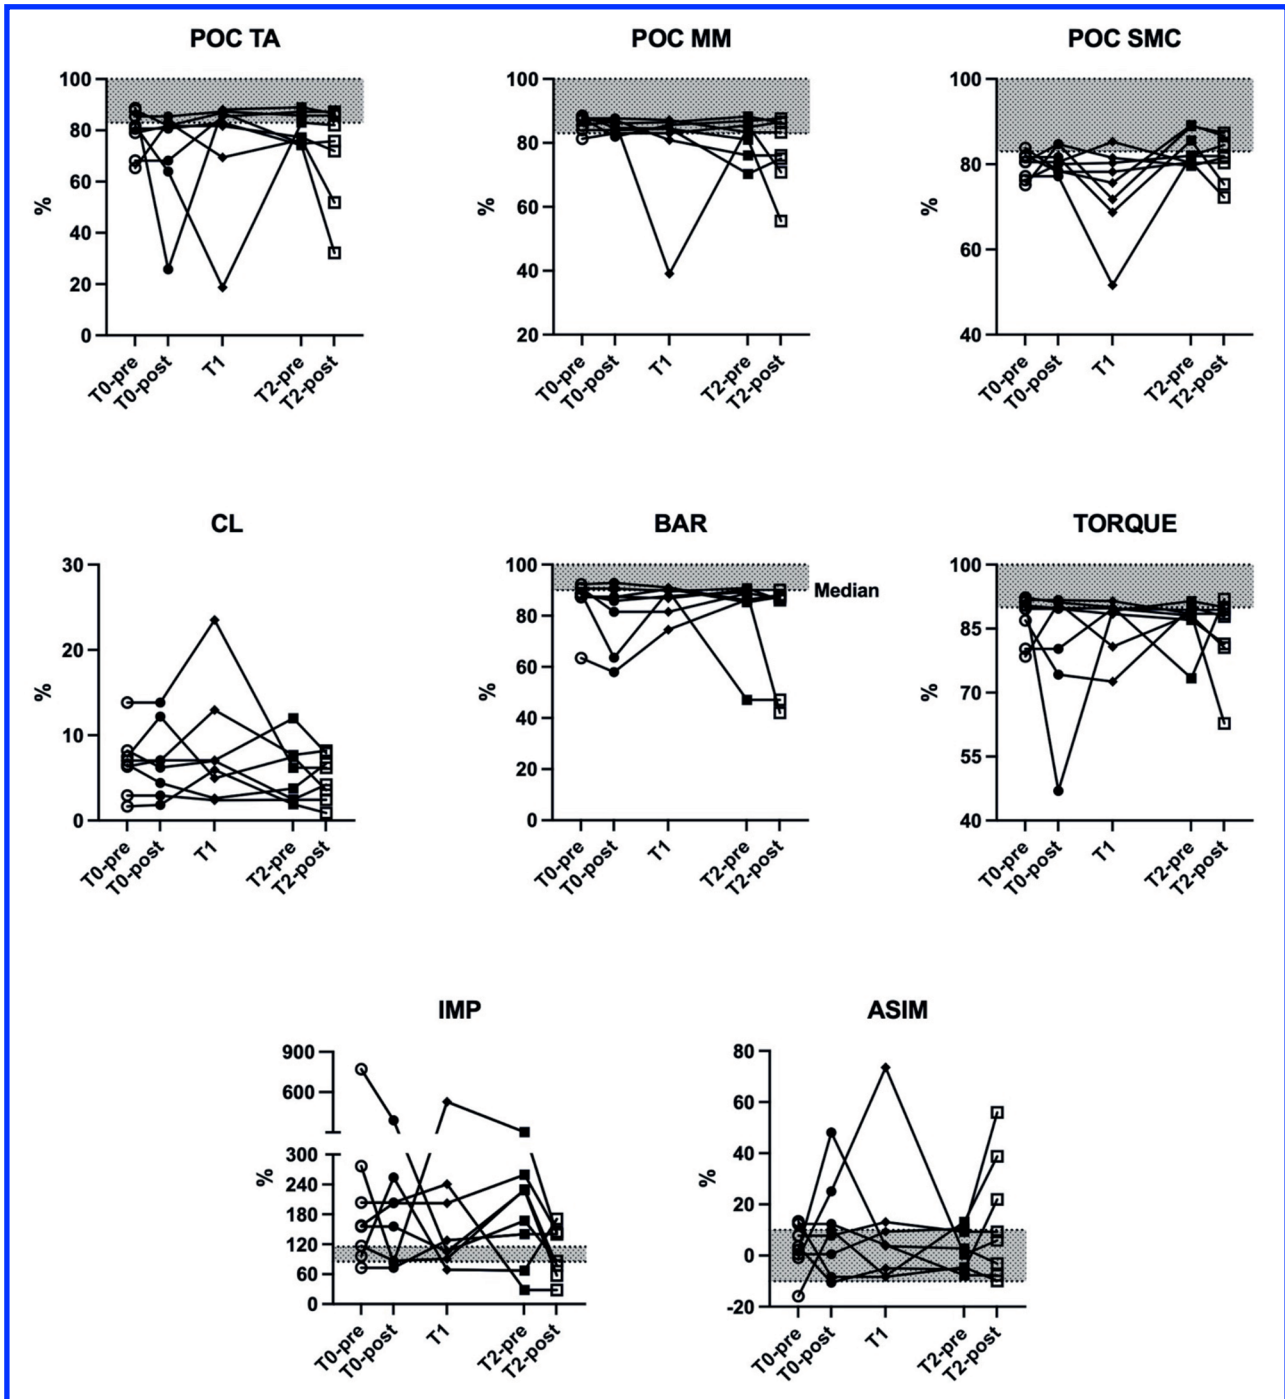 POC TA
POC MM
POC SMC
100
80
60
40
20
0
%
T0-pre
T0-post
T1
T2-pre
T2-post
100
80
60
40
20
%
T0-pre
T0-post
T1
T2-pre
T2-post
100
80
60
40
%
T0-pre
T0-post
T1
T2-pre
T2-post
CL
BAR
TORQUE
30
20
10
0
%
T0-pre
T0-post
T1
T2-pre
T2-post
100
80
60
40
20
0
%
Median
T0-pre
T0-post
T1
T2-pre
T2-post
100
85
70
55
40
%
T0-pre
T0-post
T1
T2-pre
T2-post
IMP
ASIM
900
600
300
240
180
120
60
0
%
T0-pre
T0-post
T1
T2-pre
T2-post
80
60
40
20
0
-20
%
T0-pre
T0-post
T1
T2-pre
T2-post